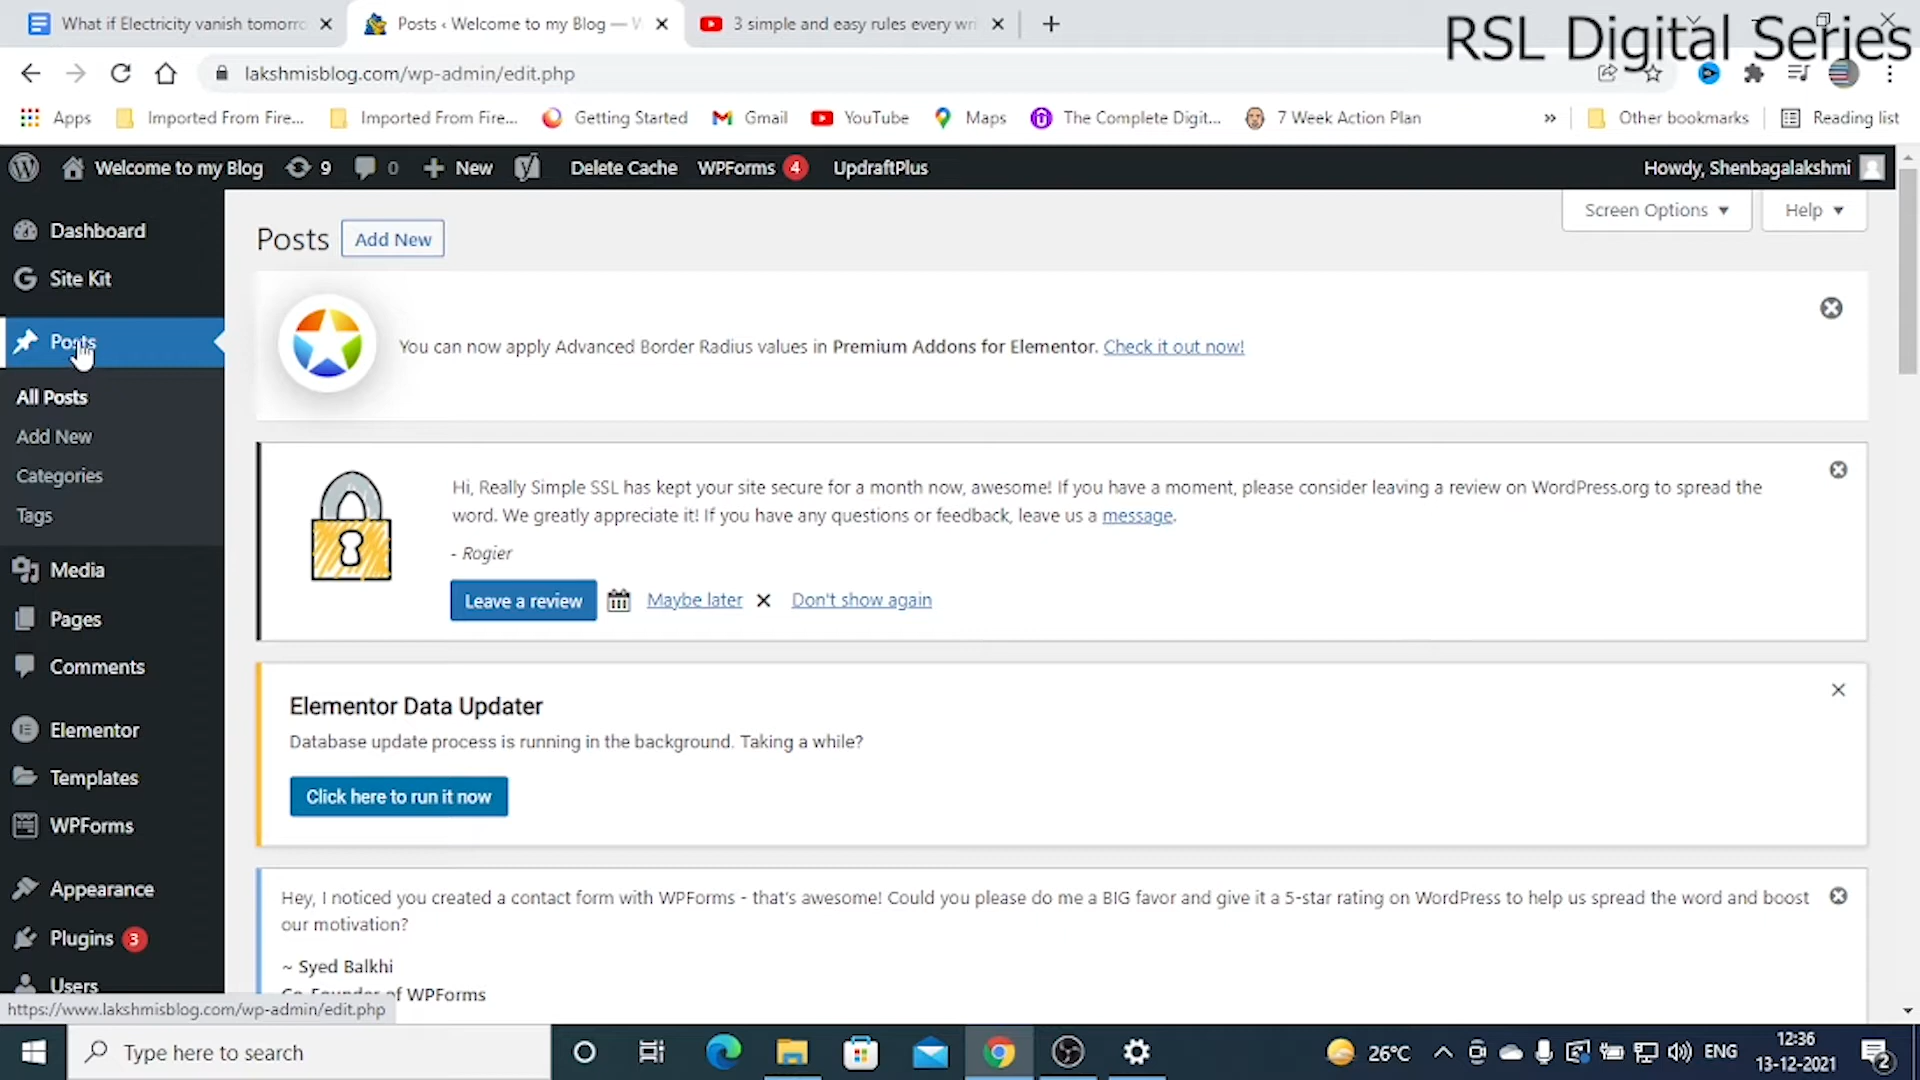 What if Electricity vanish tomorro
Posts ‹ Welcome to my Blog — W
3 simple and easy rules every wri
RSL Digital Series
lakshmisblog.com/wp-admin/edit.php
Apps
Imported From Fire...
Imported From Fire...
Getting Started
Gmail
YouTube
Maps
The Complete Digit...
7 Week Action Plan
»
Other bookmarks
Reading list
Welcome to my Blog
9
0
New
Delete Cache
WPForms 4
UpdraftPlus
Howdy, Shenbagalakshmi
Dashboard
Site Kit
Posts
All Posts
Add New
Categories
Tags
Media
Pages
Comments
Elementor
Templates
WPForms
Appearance
Plugins 3
Users
https://www.lakshmisblog.com/wp-admin/edit.php
Screen Options
Help
Posts
Add New
You can now apply Advanced Border Radius values in Premium Addons for Elementor. Check it out now!
Hi, Really Simple SSL has kept your site secure for a month now, awesome! If you have a moment, please consider leaving a review on WordPress.org to spread the
word. We greatly appreciate it! If you have any questions or feedback, leave us a message.
- Rogier
Leave a review
Maybe later
Don't show again
Elementor Data Updater
Database update process is running in the background. Taking a while?
Click here to run it now
Hey, I noticed you created a contact form with WPForms - that's awesome! Could you please do me a BIG favor and give it a 5-star rating on WordPress to help us spread the word and boost
our motivation?
~ Syed Balkhi
Co-Founder of WPForms
Type here to search
26°C
ENG
12:36
13-12-2021
2